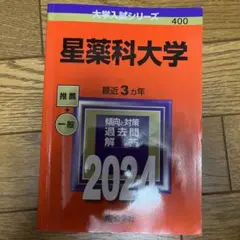 大学入試シリーズ
400
星薬科大学
最近3カ年
推薦
+
一般
傾向と対策
過去問
解答
2024
教学社